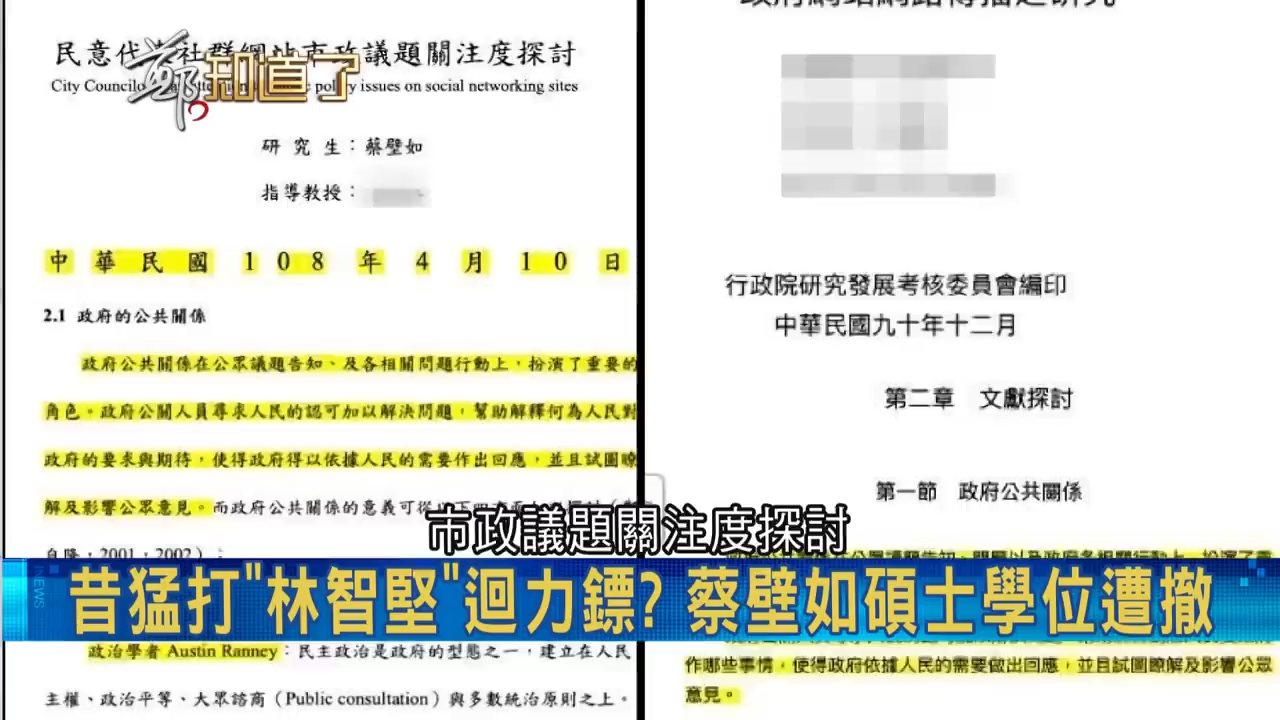 民意代表社群網站市政議題關注度探討
City Councilo policy issues on social networking sites
鄭知道了
研 究 生：蔡壁如
指導教授：
中 華 民 國 1 0 8 年 4 月 1 0 日
2.1 政府的公共關係
政府公共關係在公眾議題告知、及各相關問題行動上，扮演了重要的
角色。政府公關人員尋求人民的認可加以解決問題，幫助解釋何為人民對
政府的要求與期待，使得政府得以依據人民的需要作出回應，並且試圖瞭
解及影響公眾意見。而政府公共關係的意義可從以下四
自隆，2001，2002）；
政治學者 Austin Ranney：民主政治是政府的型態之一，建立在人民
主權、政治平等、大眾諮商（Public consultation）與多數統治原則之上。
行政院研究發展考核委員會編印
中華民國九十年十二月
第二章 文獻探討
第一節 政府公共關係
作哪些事情，使得政府依據人民的需要做出回應，並且試圖瞭解及影響公眾
意見。
市政議題關注度探討
NEWS
昔猛打"林智堅"迴力鏢? 蔡壁如碩士學位遭撤